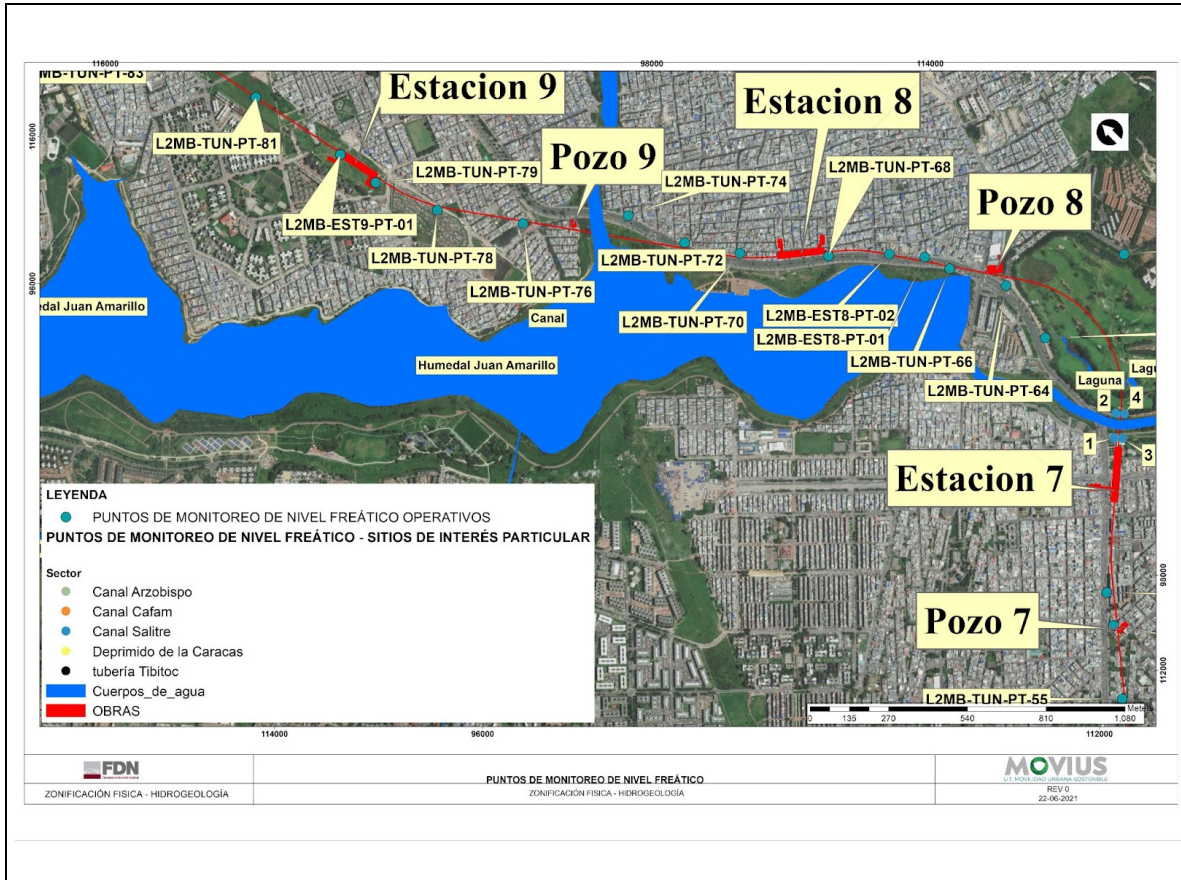 98000
114000
MB-TUN-PT-83
Estacion 9
Estacion 8
116000
L2MB-TUN-PT-81
Pozo 9
L2MB-TUN-PT-68
L2MB-TUN-PT-79
L2MB-TUN-PT-74
Pozo 8
L2MB-EST9-PT-01
L2MB-TUN-PT-78
L2MB-TUN-PT-72
96000
L2MB-TUN-PT-76
edal Juan Amarillo
Canal
L2MB-TUN-PT-70
L2MB-EST8-PT-02
L2MB-EST8-PT-01
Humedal Juan Amarillo
L2MB-TUN-PT-66
L2MB-TUN-PT-64
Laguna
2
4
1
3
Estacion 7
LEYENDA
PUNTOS DE MONITOREO DE NIVEL FREÁTICO OPERATIVOS
PUNTOS DE MONITOREO DE NIVEL FREÁTICO - SITIOS DE INTERÉS PARTICULAR
Sector
Canal Arzobispo
Canal Cafam
Canal Salitre
Deprimido de la Caracas
tubería Tibitoc
Cuerpos_de_agua
OBRAS
98000
Pozo 7
112000
L2MB-TUN-PT-55
0 135 270 540 810 1,080
114000
96000
112000
FDN
MOVIUS
U.T. MOVILIDAD URBANA SOSTENIBLE
PUNTOS DE MONITOREO DE NIVEL FREÁTICO
ZONIFICACIÓN FISICA - HIDROGEOLOGÍA
ZONIFICACIÓN FISICA - HIDROGEOLOGÍA
REV 0
22-06-2021